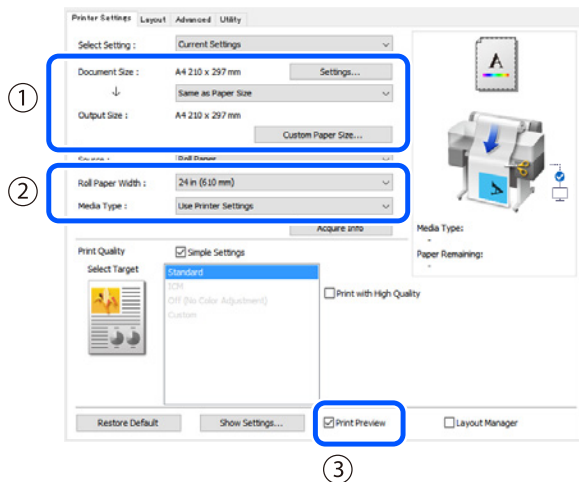 Printer Settings Layout Advanced Utility
Select Setting : Current Settings
① Document Size : A4 210 x 297 mm Settings...
↓ Same as Paper Size
Output Size : A4 210 x 297 mm
Custom Paper Size...
Source : Roll Paper
② Roll Paper Width : 24 in (610 mm)
Media Type : Use Printer Settings
Acquire Info
Print Quality Simple Settings
Select Target
Standard
ICM
Off (No Color Adjustment)
Custom
Print with High Quality
A
Media Type:
-
Paper Remaining:
-
Restore Default Show Settings... Print Preview Layout Manager
③